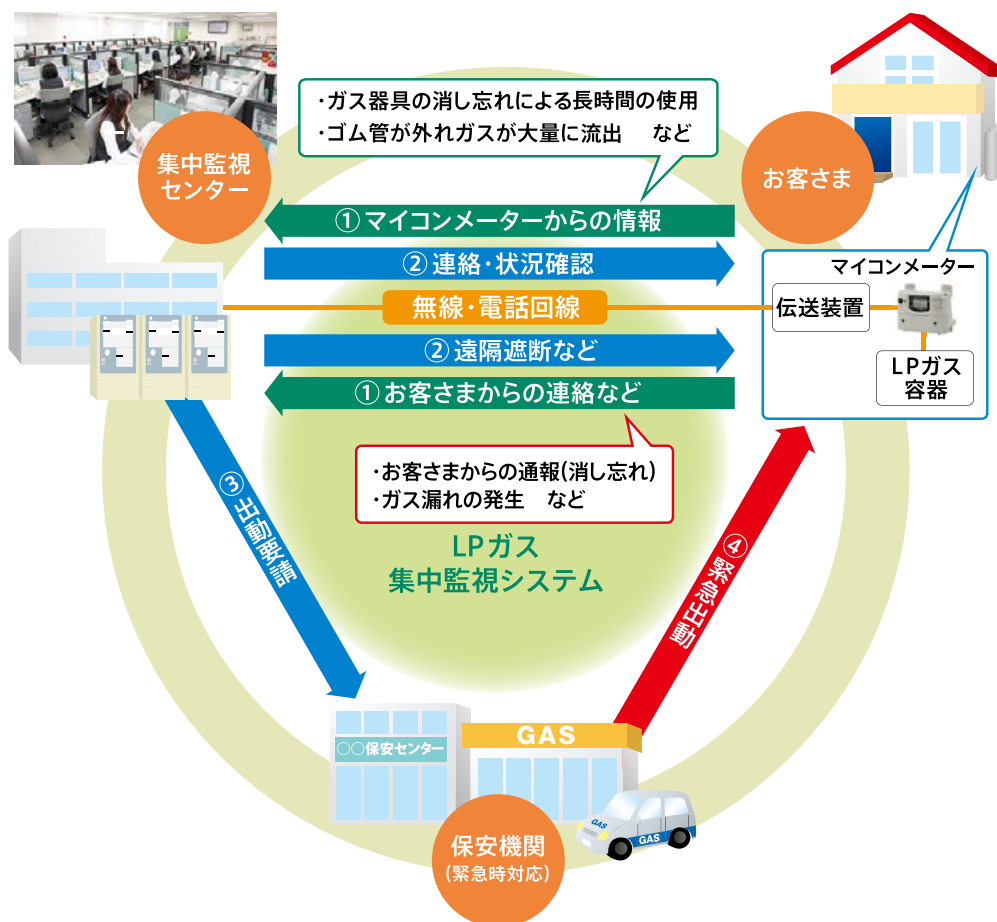 集中監視
センター
・ガス器具の消し忘れによる長時間の使用
・ゴム管が外れガスが大量に流出　など
お客さま
①マイコンメーターからの情報
②連絡・状況確認
無線・電話回線
②遠隔遮断など
①お客さまからの連絡など
マイコンメーター
伝送装置
LPガス
容器
・お客さまからの通報(消し忘れ)
・ガス漏れの発生　など
LPガス
集中監視システム
③出動要請
④緊急出動
〇〇保安センター
GAS
GAS
GAS
保安機関
(緊急時対応)